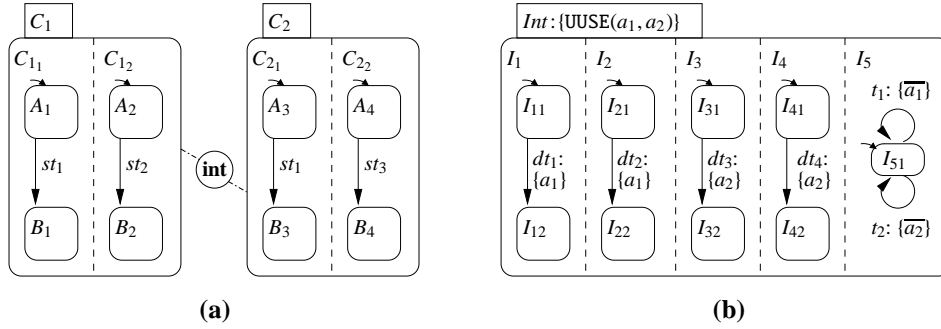 C₁ C₂ Int:{UUSE(a₁, a₂)}
C₁₁ C₁₂ C₂₁ C₂₂ I₁ I₂ I₃ I₄ I₅
t₁: {a̅₁̅}
A₁ A₂ A₃ A₄ I₁₁ I₂₁ I₃₁ I₄₁
st₁ st₂ int st₁ st₃ dt₁: dt₂: dt₃: dt₄: I₅₁
{a₁} {a₁} {a₂} {a₂}
B₁ B₂ B₃ B₄ I₁₂ I₂₂ I₃₂ I₄₂ t₂: {a̅₂̅}
(a) (b)